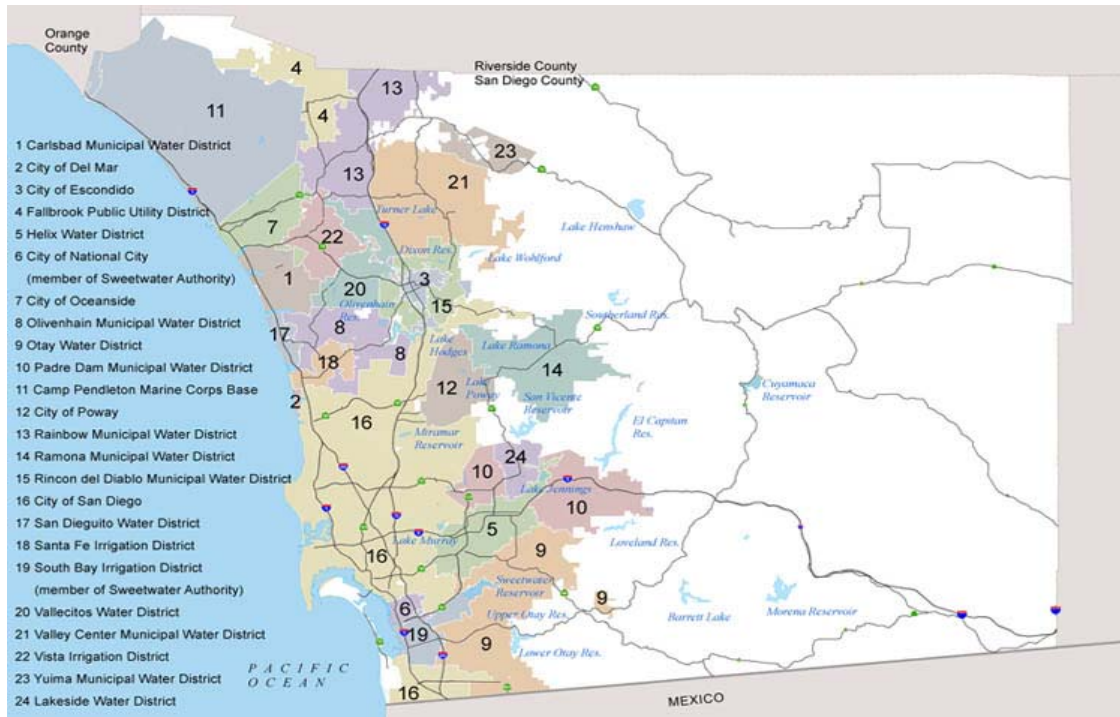 Orange
County
Riverside County
San Diego County
4
13
11
4
23
13
21
1 Carlsbad Municipal Water District
2 City of Del Mar
3 City of Escondido
4 Fallbrook Public Utility District
5 Helix Water District
6 City of National City
(member of Sweetwater Authority)
7 City of Oceanside
8 Olivenhain Municipal Water District
9 Otay Water District
10 Padre Dam Municipal Water District
11 Camp Pendleton Marine Corps Base
12 City of Poway
13 Rainbow Municipal Water District
14 Ramona Municipal Water District
15 Rincon del Diablo Municipal Water District
16 City of San Diego
17 San Dieguito Water District
18 Santa Fe Irrigation District
19 South Bay Irrigation District
(member of Sweetwater Authority)
20 Vallecitos Water District
21 Valley Center Municipal Water District
22 Vista Irrigation District
23 Yuima Municipal Water District
24 Lakeside Water District
Turner Lake
7
22
Lake Henshaw
Dixon Res.
Lake Wohlford
1
20
3
15
Olivenhain
Res.
Sutherland Res.
17
8
8
Lake
Hodges
Lake Ramona
18
14
12
Lake
Poway
Cuyamaca
Reservoir
2
16
San Vicente
Reservoir
El Capitan
Res.
Miramar
Reservoir
24
10
Lake Jennings
10
5
Lake Murray
Loveland Res.
16
9
Sweetwater
Reservoir
9
6
Upper Otay Res.
Barrett Lake
Morena Reservoir
19
9
Lower Otay Res.
PACIFIC
OCEAN
16
MEXICO